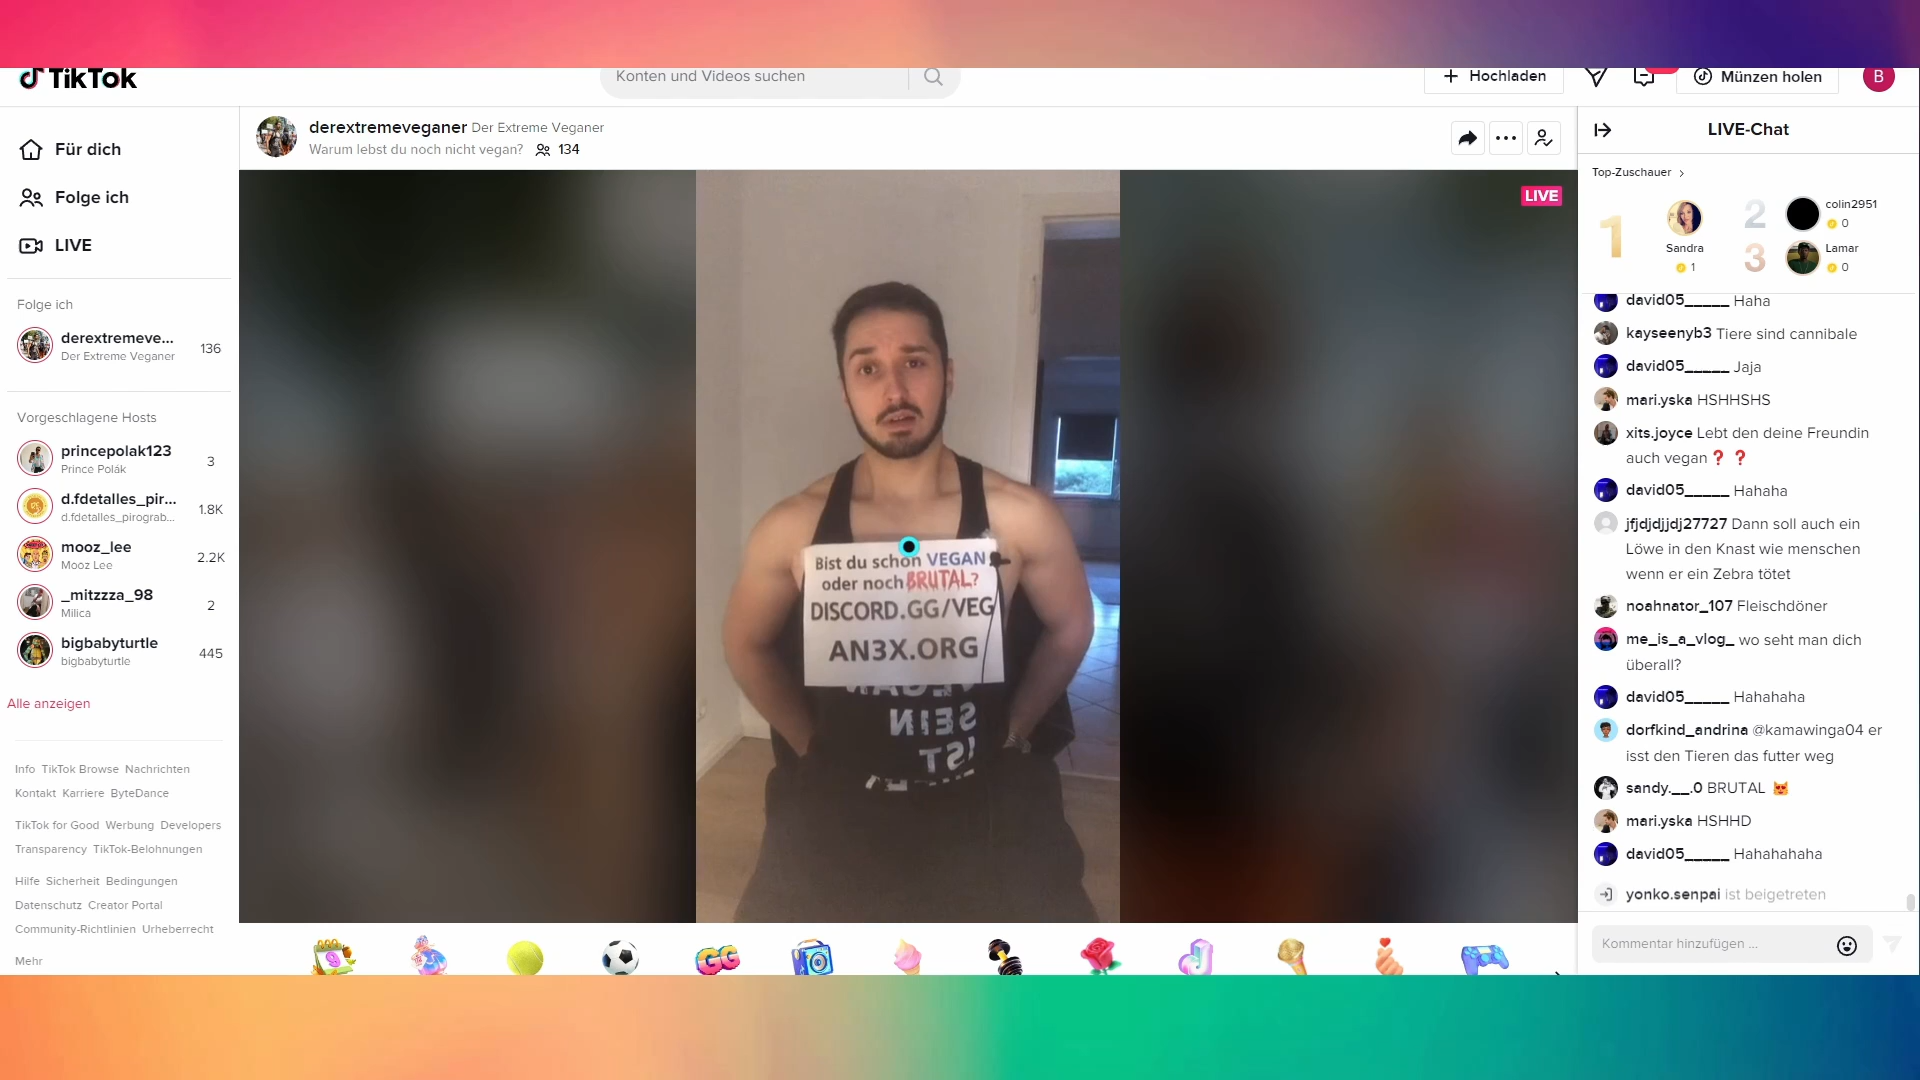 TikTok
Konten und Videos suchen
Hochladen
Münzen holen
B
Für dich
Folge ich
LIVE
Folge ich
derextremeve...
Der Extreme Veganer
136
Vorgeschlagene Hosts
princepolak123
Prince Polák
3
d.fdetalles_pir...
d.fdetalles_pirograb...
1.8K
mooz_lee
Mooz Lee
2.2K
_mitzzza_98
Milica
2
bigbabyturtle
bigbabyturtle
445
Alle anzeigen
Info TikTok Browse Nachrichten
Kontakt Karriere ByteDance
TikTok for Good Werbung Developers
Transparency TikTok-Belohnungen
Hilfe Sicherheit Bedingungen
Datenschutz Creator Portal
Community-Richtlinien Urheberrecht
Mehr
derextremeveganer Der Extreme Veganer
Warum lebst du noch nicht vegan? 134
LIVE
Bist du schon VEGAN
oder noch BRUTAL?
DISCORD.GG/VEG
AN3X.ORG
VEGAN
SEIN
IST
9
GG
LIVE-Chat
Top-Zuschauer
1
Sandra
1
2
colin2951
0
3
Lamar
0
david05_____ Haha
kayseenyb3 Tiere sind cannibale
david05_____ Jaja
mari.yska HSHHSHS
xits.joyce Lebt den deine Freundin
auch vegan❓ ❓
david05_____ Hahaha
jfjdjdjjdj27727 Dann soll auch ein
Löwe in den Knast wie menschen
wenn er ein Zebra tötet
noahnator_107 Fleischdöner
me_is_a_vlog_ wo seht man dich
überall?
david05_____ Hahahaha
dorfkind_andrina @kamawinga04 er
isst den Tieren das futter weg
sandy.__.0 BRUTAL 😻
mari.yska HSHHD
david05_____ Hahahahaha
yonko.senpai ist beigetreten
Kommentar hinzufügen ...